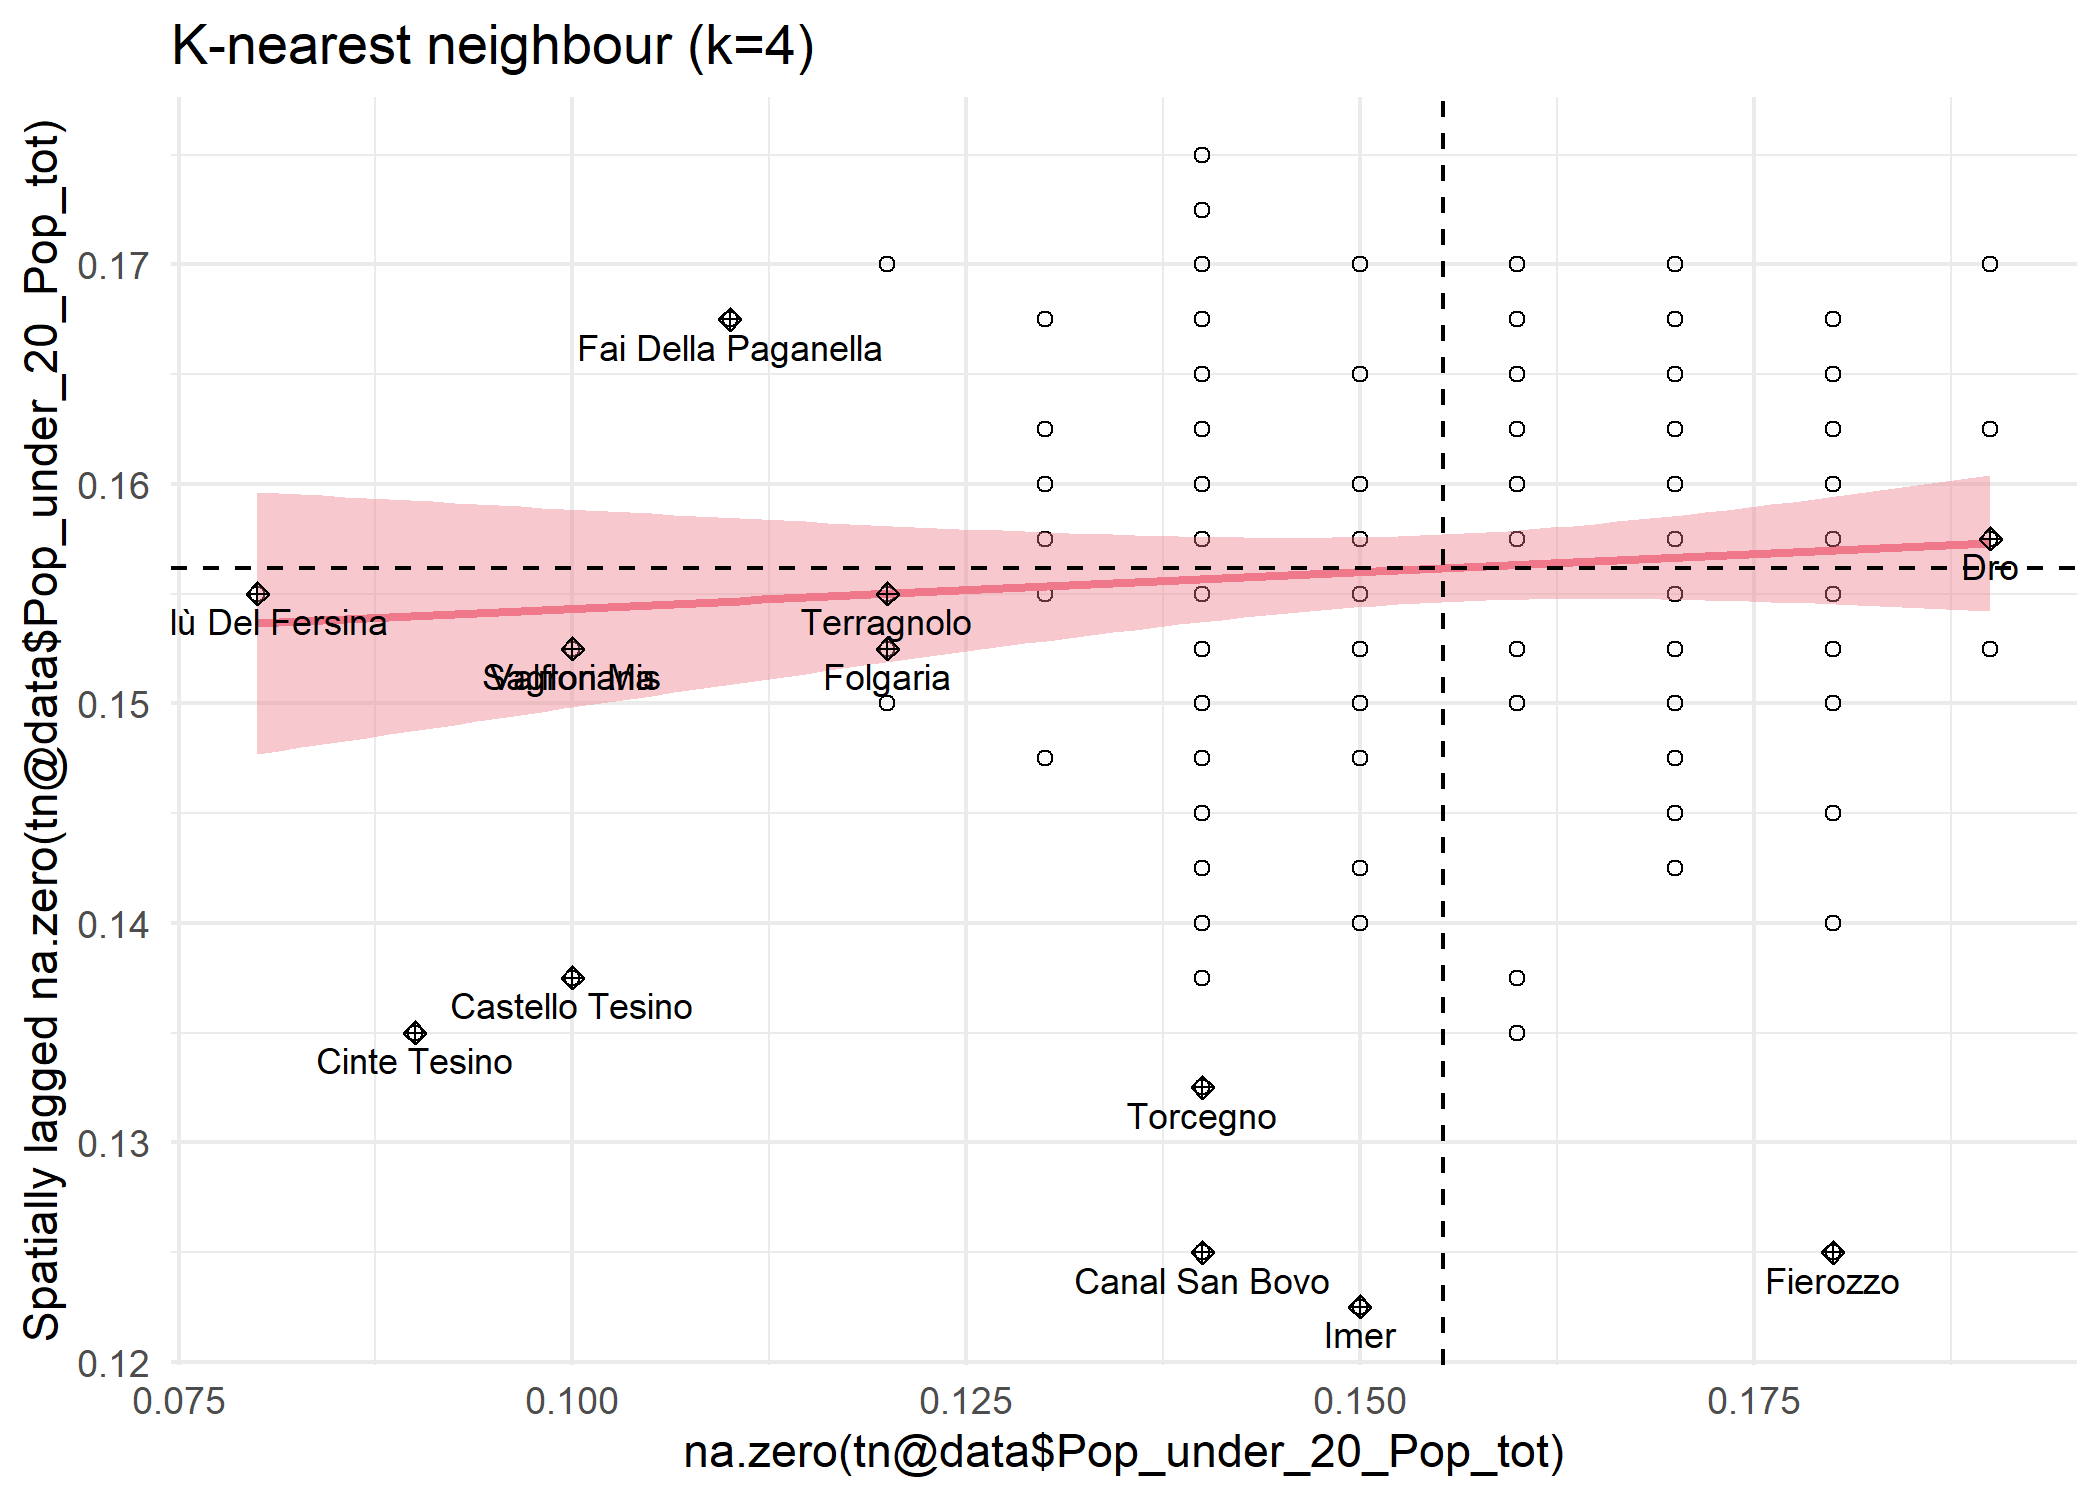 K-nearest neighbour (k=4)
Spatially lagged na.zero(tn@data$Pop_under_20_Pop_tot)
0.17
0.16
0.15
0.14
0.13
0.12
Fai Della Paganella
lù Del Fersina
Terragnolo
Folgaria
Dro
Castello Tesino
Cinte Tesino
Torcegno
Canal San Bovo
Fierozzo
Imer
0.075 0.100 0.125 0.150 0.175
na.zero(tn@data$Pop_under_20_Pop_tot)